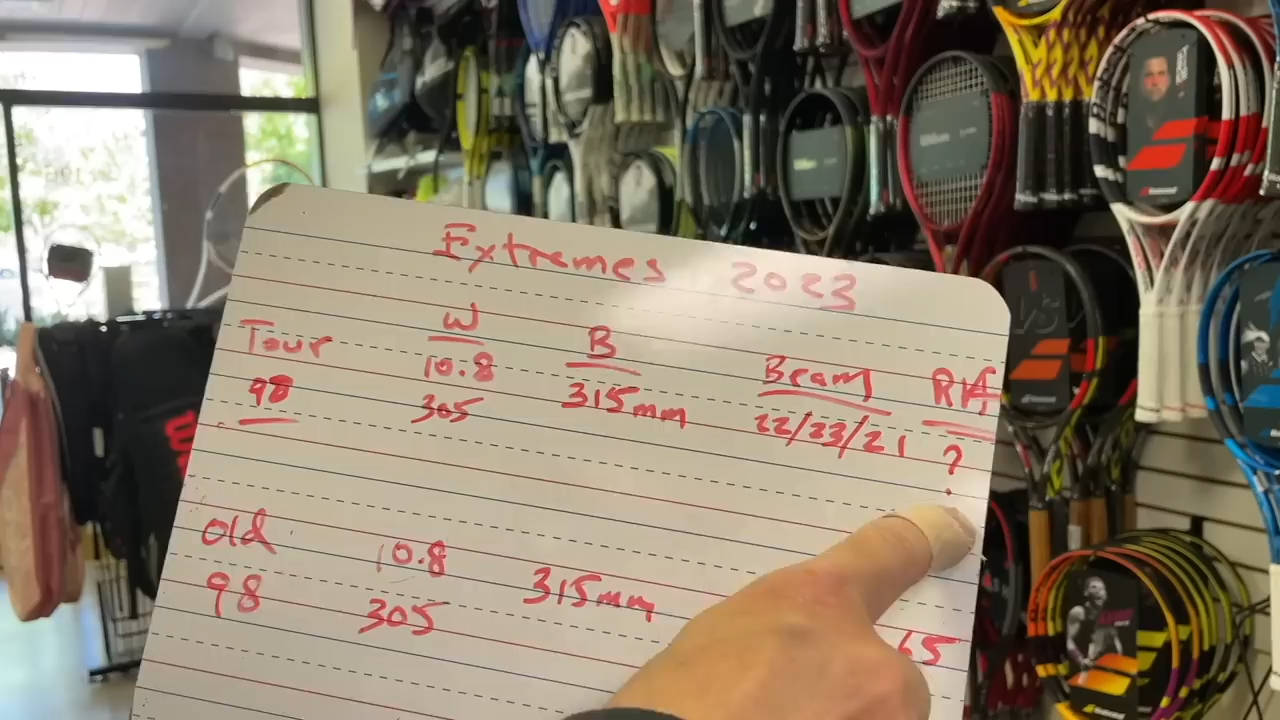 Extremes 2023
W B Beam RA
Tour 10.8 315mm 22/23/21 ?
98 305
Old 10.8 315mm 65
98 305
Wilson